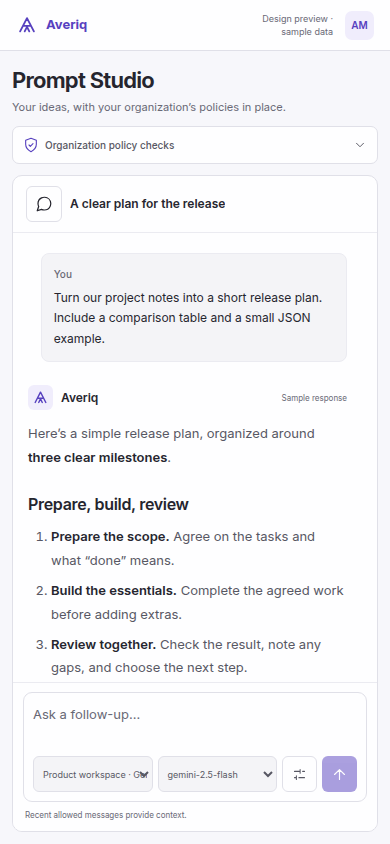 Averiq
Design preview ·
sample data
AM
Prompt Studio
Your ideas, with your organization's policies in place.
Organization policy checks
A clear plan for the release
You
Turn our project notes into a short release plan.
Include a comparison table and a small JSON
example.
Averiq
Sample response
Here’s a simple release plan, organized around
three clear milestones.
Prepare, build, review
1. Prepare the scope. Agree on the tasks and
what “done” means.
2. Build the essentials. Complete the agreed work
before adding extras.
3. Review together. Check the result, note any
gaps, and choose the next step.
Ask a follow-up...
Product workspace ·
gemini-2.5-flash
Recent allowed messages provide context.